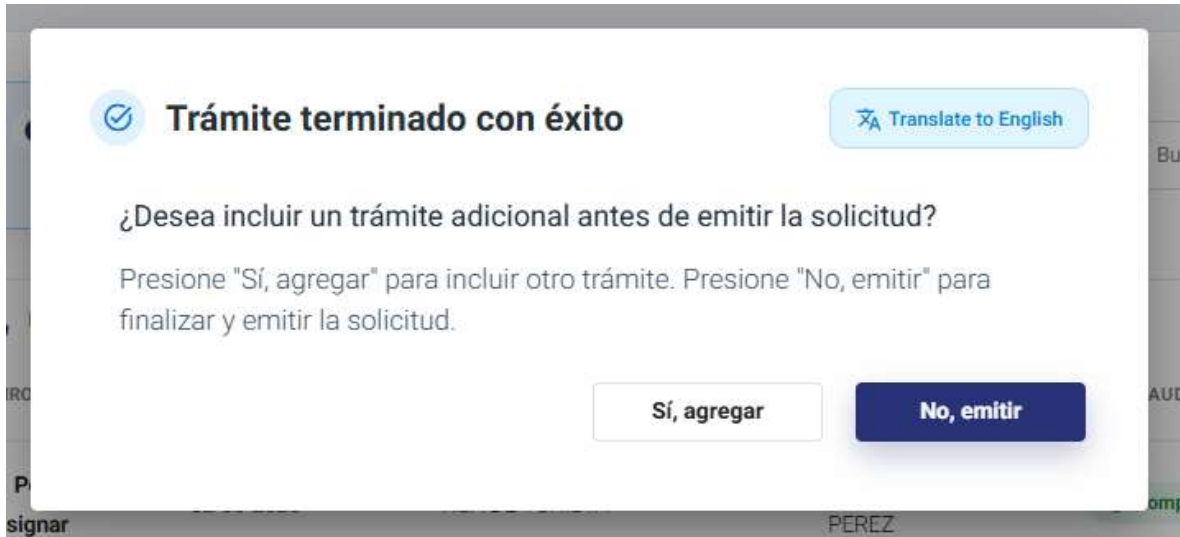 Trámite terminado con éxito
Translate to English
¿Desea incluir un trámite adicional antes de emitir la solicitud?
Presione "Sí, agregar" para incluir otro trámite. Presione "No, emitir" para
finalizar y emitir la solicitud.
Sí, agregar
No, emitir
signar
PEREZ